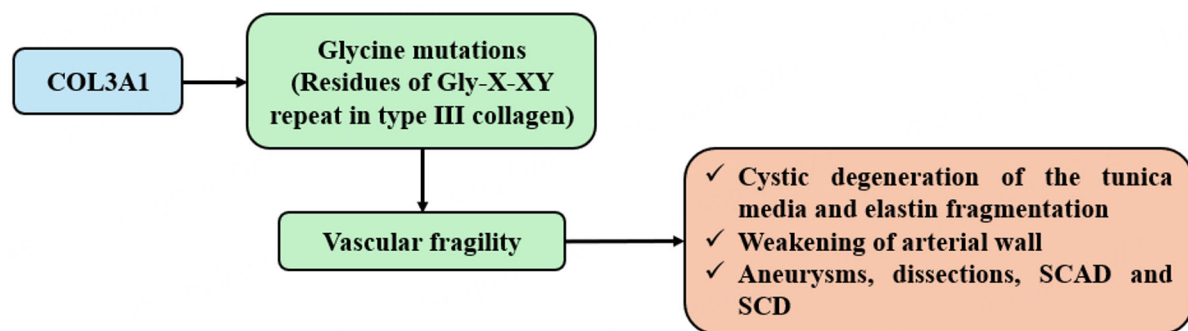 COL3A1
Glycine mutations
(Residues of Gly-X-XY
repeat in type III collagen)
Vascular fragility
✓ Cystic degeneration of the tunica
media and elastin fragmentation
✓ Weakening of arterial wall
✓ Aneurysms, dissections, SCAD and
SCD